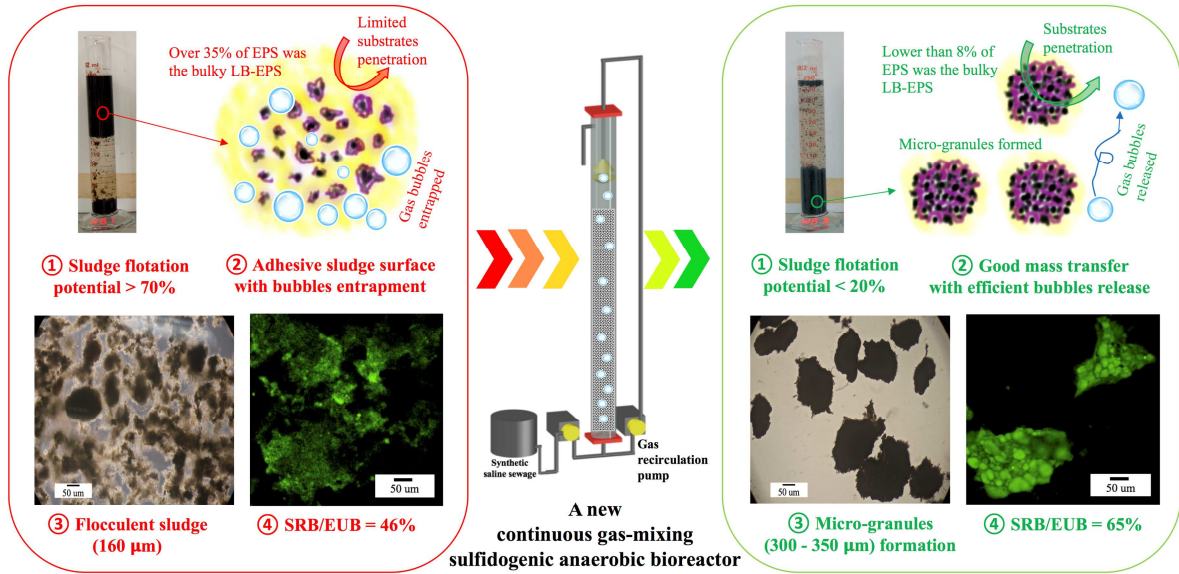 Over 35% of EPS was
the bulky LB-EPS
Limited
substrates
penetration
Gas bubbles
entrapped
① Sludge flotation
potential > 70%
② Adhesive sludge surface
with bubbles entrapment
50 um
50 um
③ Flocculent sludge
(160 μm)
④ SRB/EUB = 46%
Synthetic
saline sewage
Gas
recirculation
pump
A new
continuous gas-mixing
sulfidogenic anaerobic bioreactor
Lower than 8% of
EPS was the bulky
LB-EPS
Substrates
penetration
Micro-granules formed
Gas bubbles
released
① Sludge flotation
potential < 20%
② Good mass transfer
with efficient bubbles release
50 um
50 um
③ Micro-granules
(300 - 350 μm) formation
④ SRB/EUB = 65%